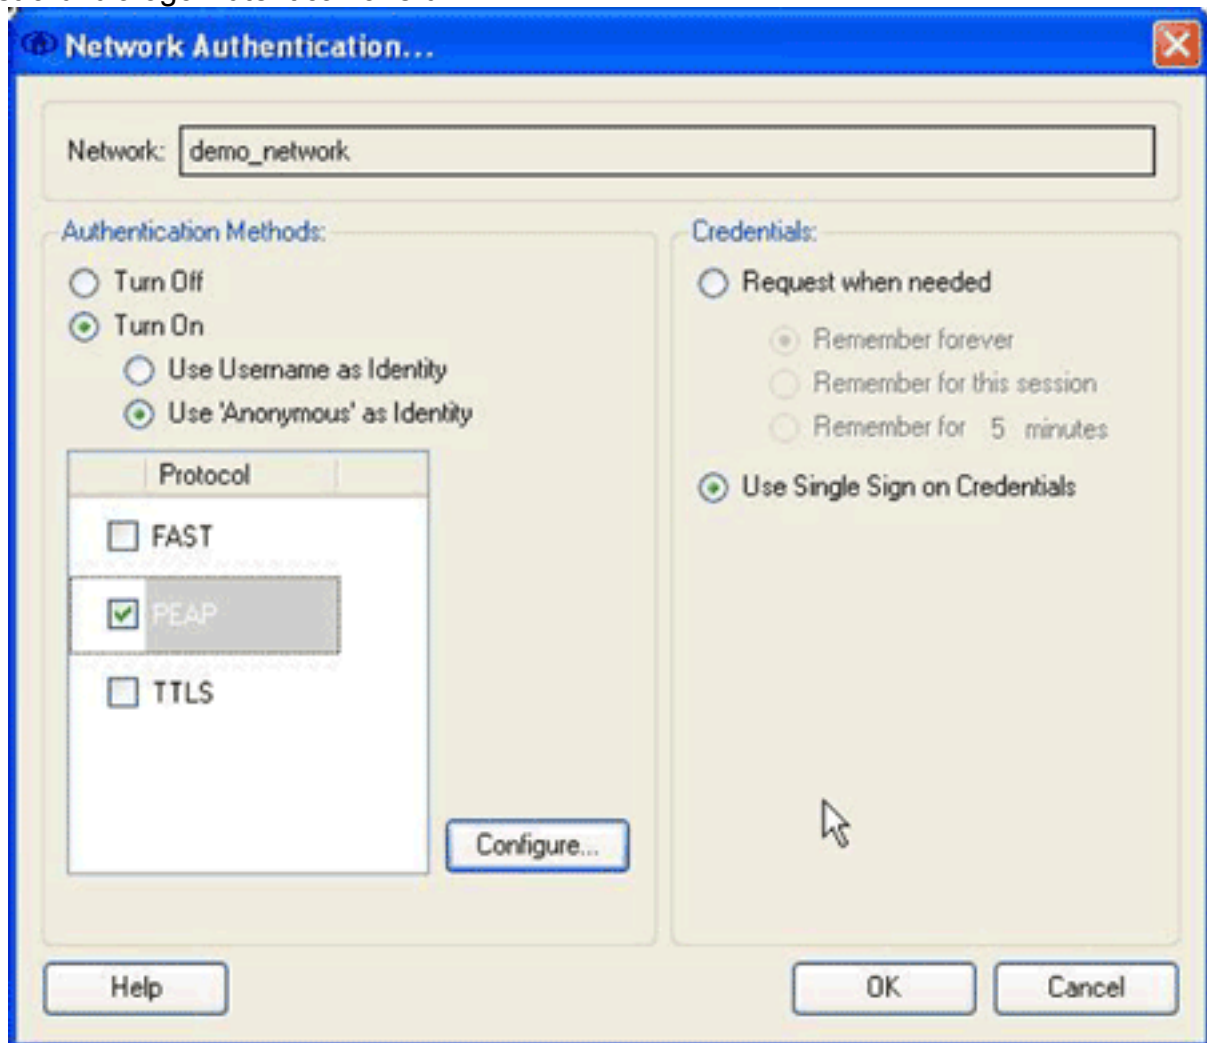 Network Authentication...
Network: demo_network
Authentication Methods:
Turn Off
Turn On
Use Username as Identity
Use 'Anonymous' as Identity
Protocol
FAST
PEAP
TTLS
Configure...
Credentials:
Request when needed
Remember forever
Remember for this session
Remember for 5 minutes
Use Single Sign on Credentials
Help
OK
Cancel